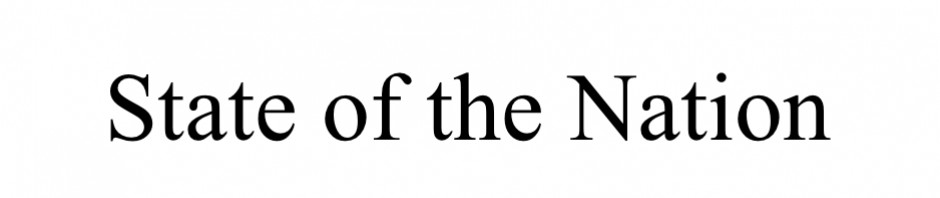 State of the Nation